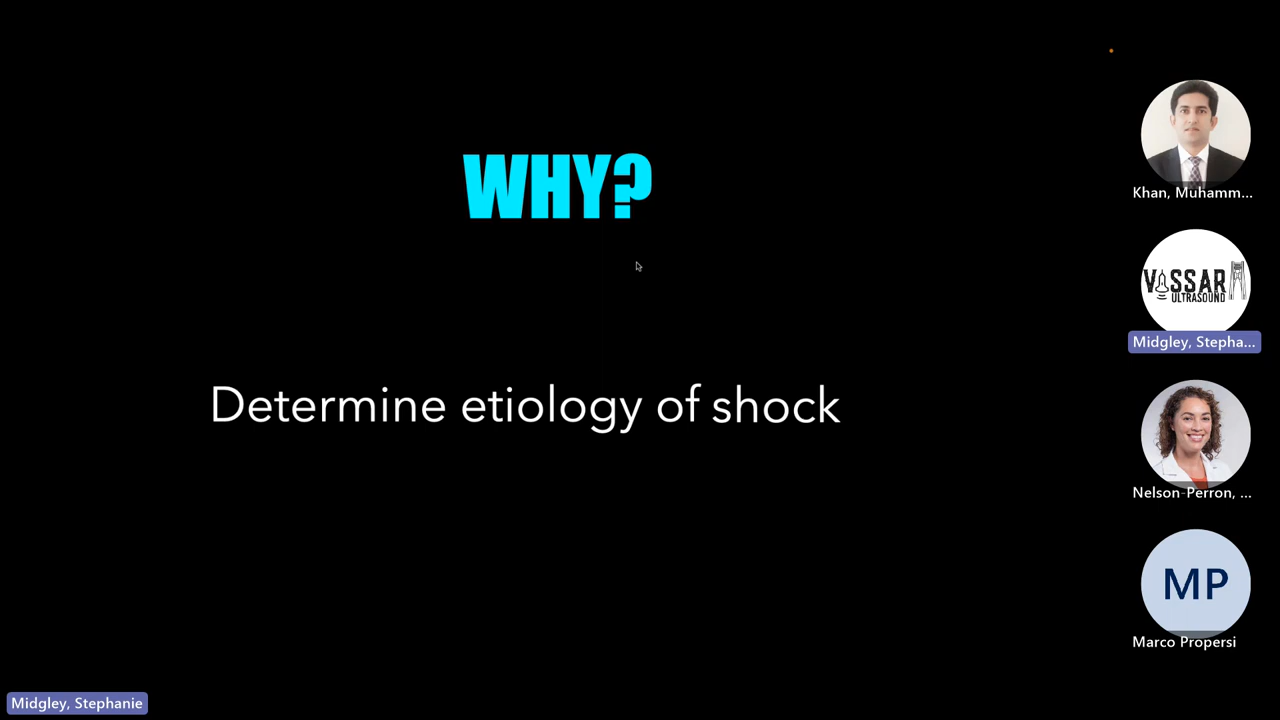 WHY?
Determine etiology of shock
Khan, Muhamm...
VASSAR
ULTRASOUND
Midgley, Stepha...
Nelson-Perron, ...
MP
Marco Propersi
Midgley, Stephanie